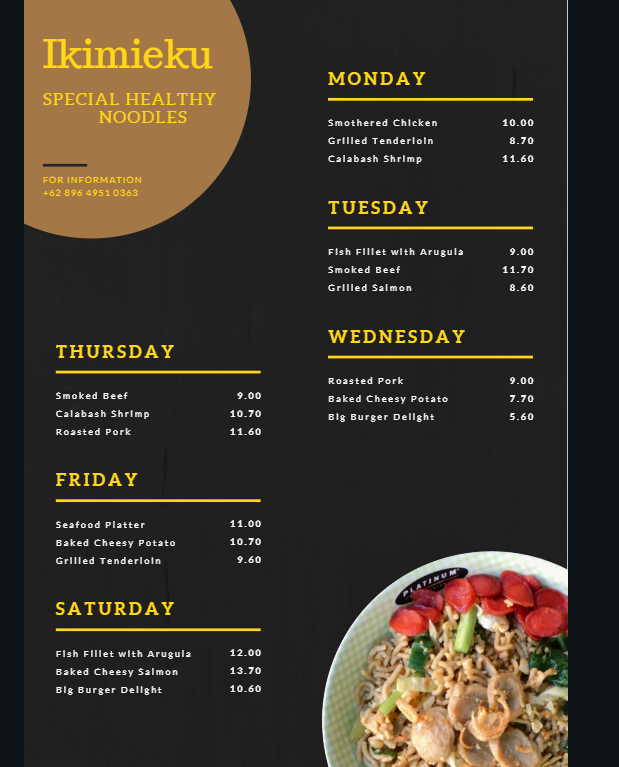 Ikimieku
SPECIAL HEALTHY
NOODLES
FOR INFORMATION
+62 896 4951 0363
MONDAY
Smothered Chicken 10.00
Grilled Tenderloin 8.70
Calabash Shrimp 11.60
TUESDAY
Fish Fillet with Arugula 9.00
Smoked Beef 11.70
Grilled Salmon 8.60
WEDNESDAY
Roasted Pork 9.00
Baked Cheesy Potato 7.70
Big Burger Delight 5.60
THURSDAY
Smoked Beef 9.00
Calabash Shrimp 10.70
Roasted Pork 11.60
FRIDAY
Seafood Platter 11.00
Baked Cheesy Potato 10.70
Grilled Tenderloin 9.60
SATURDAY
Fish Fillet with Arugula 12.00
Baked Cheesy Salmon 13.70
Big Burger Delight 10.60
PLATINUM